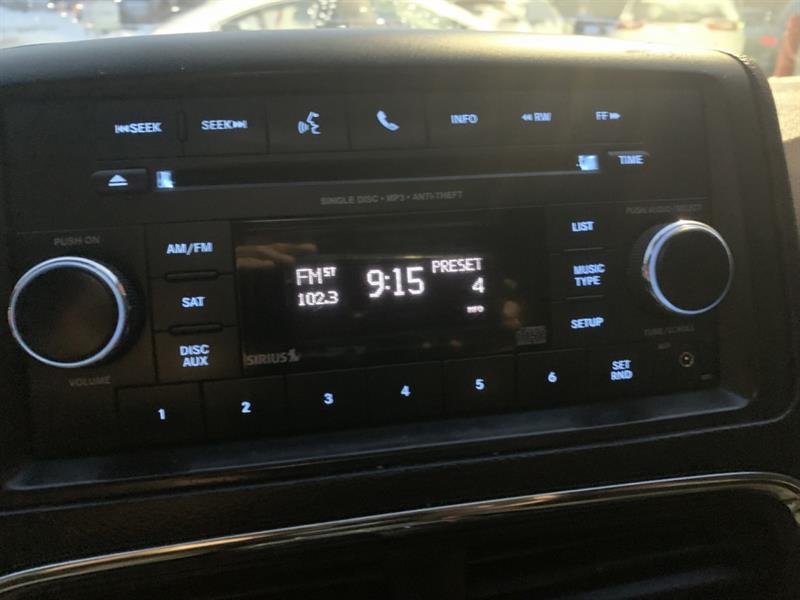 SEEK
SEEK
INFO
RW
FF
TIME
SINGLE DISC • MP3 • ANTI-THEFT
PUSH ON
VOLUME
AM/FM
SAT
DISC
AUX
FM ST
102.3
9:15
PRESET
4
INFO
SIRIUS
LIST
MUSIC
TYPE
SETUP
PUSH AUDIO/SELECT
TUNE/SCROLL
AUX
1
2
3
4
5
6
SET
RND